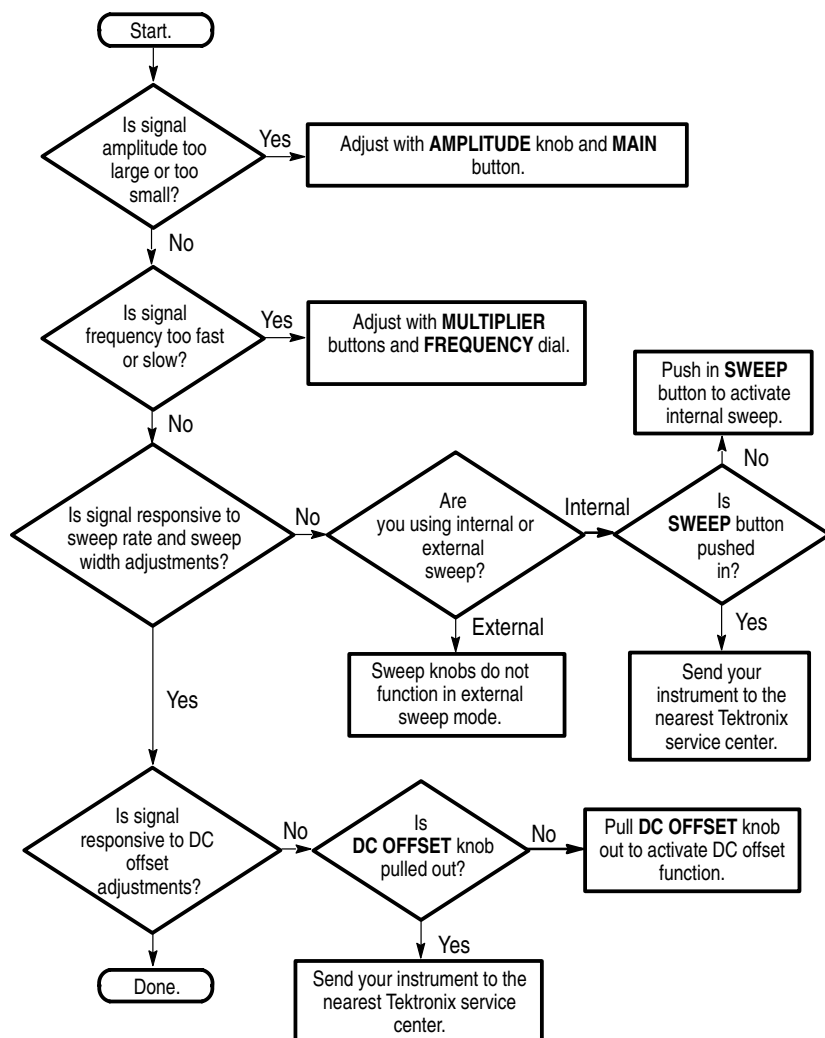 Start.
Is signal
amplitude too
large or too
small?
Yes
Adjust with AMPLITUDE knob and MAIN
button.
No
Is signal
frequency too fast
or slow?
Yes
Adjust with MULTIPLIER
buttons and FREQUENCY dial.
No
Push in SWEEP
button to activate
internal sweep.
No
Is signal responsive to
sweep rate and sweep
width adjustments?
No
Are
you using internal or
external
sweep?
Internal
Is
SWEEP button
pushed
in?
External
Yes
Sweep knobs do not
function in external
sweep mode.
Send your
instrument to the
nearest Tektronix
service center.
Yes
Is signal
responsive to DC
offset
adjustments?
No
Is
DC OFFSET knob
pulled out?
No
Pull DC OFFSET knob
out to activate DC offset
function.
Yes
Done.
Send your instrument to the
nearest Tektronix service
center.